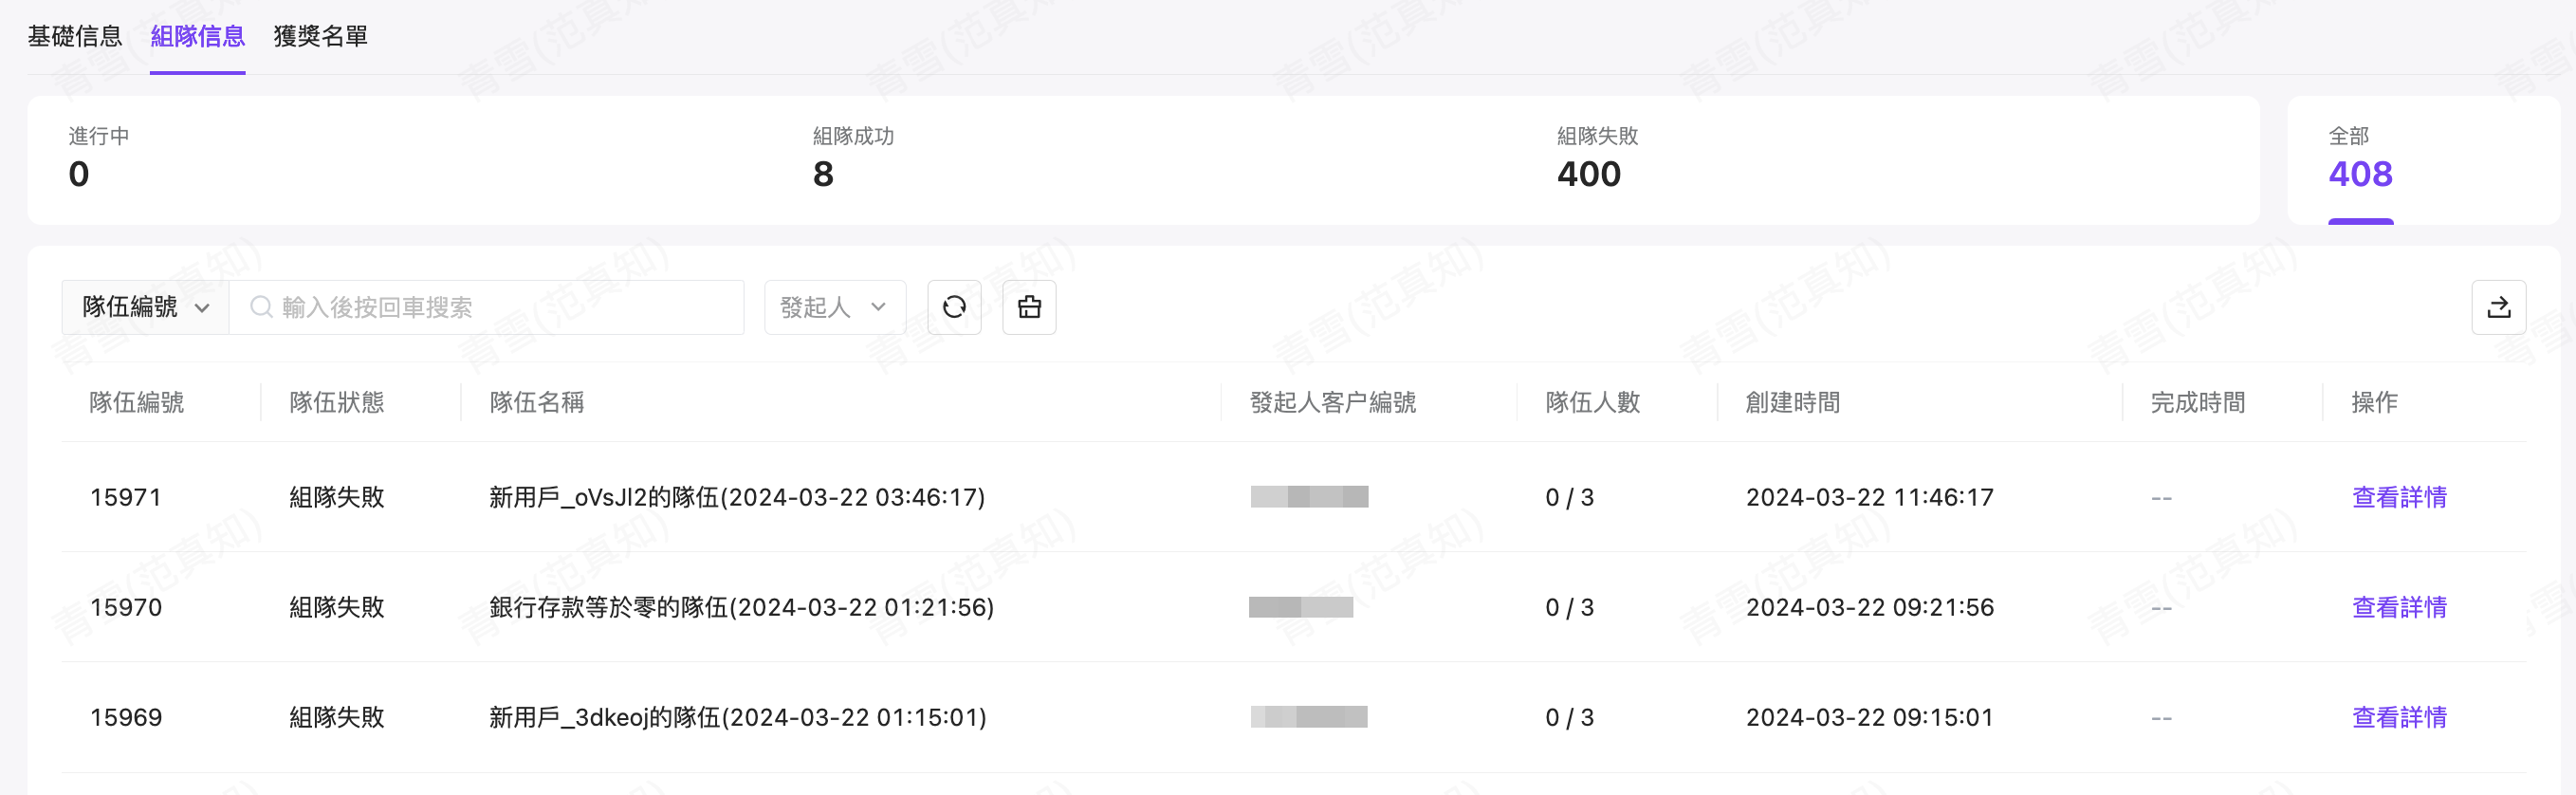 基礎信息 組隊信息 獲獎名單
進行中 組隊成功 組隊失敗 全部
0 8 400 408
隊伍編號 輸入後按回車搜索 發起人
隊伍編號 隊伍狀態 隊伍名稱 發起人客户編號 隊伍人數 創建時間 完成時間 操作
15971 組隊失敗 新用戶_oVsJl2的隊伍(2024-03-22 03:46:17) 0 / 3 2024-03-22 11:46:17 -- 查看詳情
15970 組隊失敗 銀行存款等於零的隊伍(2024-03-22 01:21:56) 0 / 3 2024-03-22 09:21:56 -- 查看詳情
15969 組隊失敗 新用戶_3dkeoj的隊伍(2024-03-22 01:15:01) 0 / 3 2024-03-22 09:15:01 -- 查看詳情
青雪(范真知)